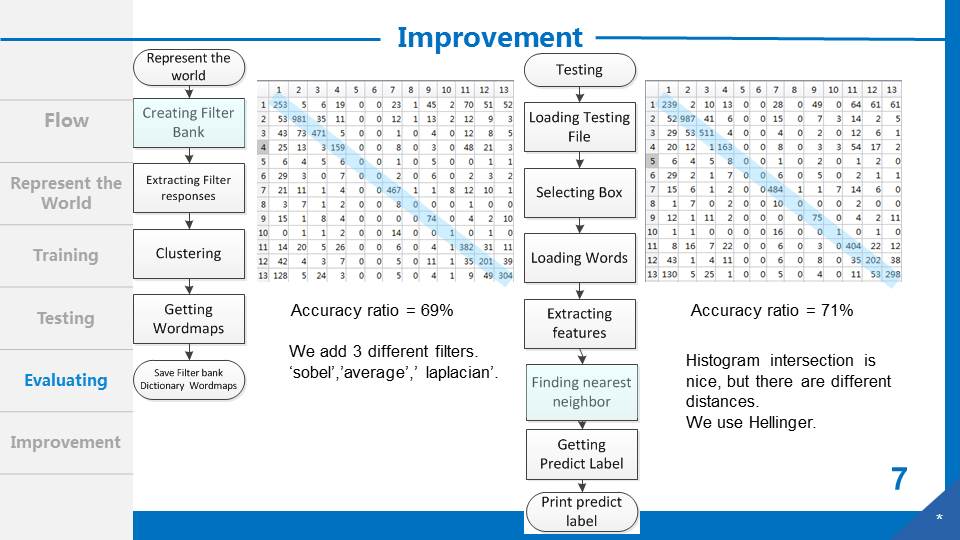 Improvement
Flow
Represent the
World
Training
Testing
Evaluating
Improvement
Represent the
world
Creating Filter
Bank
Extracting Filter
responses
Clustering
Getting
Wordmaps
Save Filter bank
Dictionary Wordmaps
1 2 3 4 5 6 7 8 9 10 11 12 13
1 253 5 6 19 0 0 23 1 45 2 70 51 52
2 53 981 35 11 0 0 12 1 13 2 12 9 3
3 43 73 471 5 0 0 1 0 4 0 12 8 5
4 25 13 3 159 0 0 8 0 3 0 48 21 3
5 6 4 5 6 0 0 1 0 5 0 0 1 1
6 29 3 0 7 0 0 2 0 6 0 2 3 2
7 21 11 1 4 0 0 467 1 1 8 12 10 1
8 3 7 1 2 0 0 8 0 0 0 1 0 0
9 15 1 8 4 0 0 0 0 74 0 4 2 10
10 0 1 1 2 0 0 14 0 0 1 0 1 0
11 14 20 5 26 0 0 6 0 4 1 382 31 11
12 42 4 3 7 0 0 5 0 11 1 35 201 39
13 128 5 24 3 0 0 5 0 4 1 9 49 304
Accuracy ratio = 69%
We add 3 different filters.
‘sobel’,’average’,’ laplacian’.
Testing
Loading Testing
File
Selecting Box
Loading Words
Extracting
features
Finding nearest
neighbor
Getting
Predict Label
Print predict
label
1 2 3 4 5 6 7 8 9 10 11 12 13
1 239 2 10 13 0 0 28 0 49 0 64 61 61
2 52 987 41 6 0 0 15 0 7 3 14 2 5
3 29 53 511 4 0 0 4 0 2 0 12 6 1
4 20 12 1 163 0 0 8 0 3 3 54 17 2
5 6 4 5 0 0 1 0 2 0 1 2 0
6 29 2 1 7 0 0 6 0 5 0 2 1 1
7 15 6 1 2 0 0 484 1 1 7 14 6 0
8 1 7 0 2 0 0 10 0 0 0 2 0 0
9 12 1 11 2 0 0 0 0 75 0 4 2 11
10 1 1 0 0 0 0 16 0 0 1 0 1 0
11 8 16 7 22 0 0 6 0 3 0 404 22 12
12 43 1 4 11 0 0 6 0 8 0 35 202 38
13 130 5 25 1 0 0 5 0 4 0 11 53 298
Accuracy ratio = 71%
Histogram intersection is
nice, but there are different
distances.
We use Hellinger.
7
*